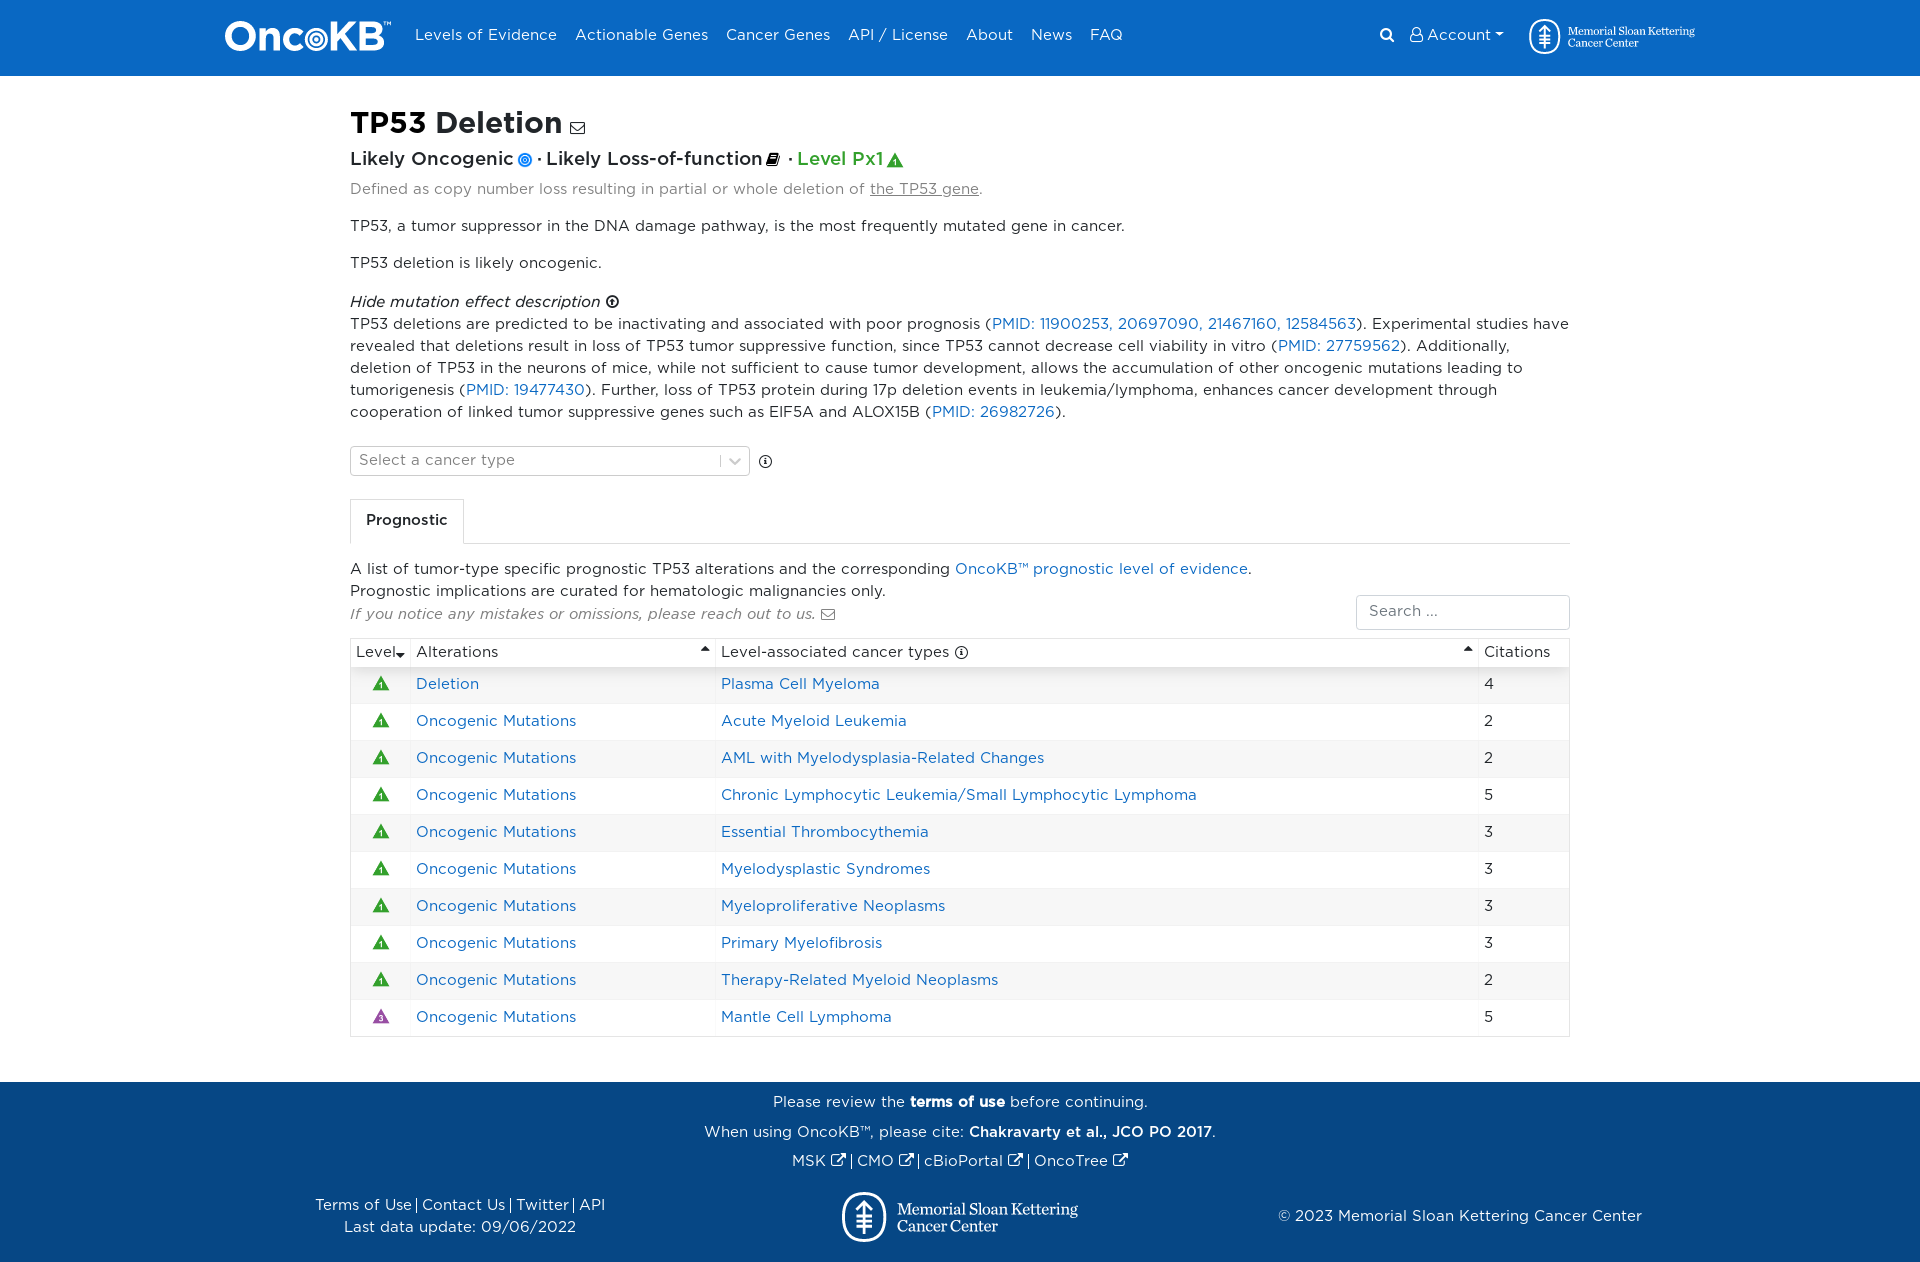 OncoKB™ Levels of Evidence Actionable Genes Cancer Genes API / License About News FAQ Account Memorial Sloan Kettering Cancer Center
TP53 Deletion
Likely Oncogenic · Likely Loss-of-function · Level Px1 1
Defined as copy number loss resulting in partial or whole deletion of the TP53 gene.
TP53, a tumor suppressor in the DNA damage pathway, is the most frequently mutated gene in cancer.
TP53 deletion is likely oncogenic.
Hide mutation effect description
TP53 deletions are predicted to be inactivating and associated with poor prognosis (PMID: 11900253, 20697090, 21467160, 12584563). Experimental studies have
revealed that deletions result in loss of TP53 tumor suppressive function, since TP53 cannot decrease cell viability in vitro (PMID: 27759562). Additionally,
deletion of TP53 in the neurons of mice, while not sufficient to cause tumor development, allows the accumulation of other oncogenic mutations leading to
tumorigenesis (PMID: 19477430). Further, loss of TP53 protein during 17p deletion events in leukemia/lymphoma, enhances cancer development through
cooperation of linked tumor suppressive genes such as EIF5A and ALOX15B (PMID: 26982726).
Select a cancer type
Prognostic
A list of tumor-type specific prognostic TP53 alterations and the corresponding OncoKB™ prognostic level of evidence.
Prognostic implications are curated for hematologic malignancies only.
If you notice any mistakes or omissions, please reach out to us.
Search ...
Level Alterations Level-associated cancer types Citations
1 Deletion Plasma Cell Myeloma 4
1 Oncogenic Mutations Acute Myeloid Leukemia 2
1 Oncogenic Mutations AML with Myelodysplasia-Related Changes 2
1 Oncogenic Mutations Chronic Lymphocytic Leukemia/Small Lymphocytic Lymphoma 5
1 Oncogenic Mutations Essential Thrombocythemia 3
1 Oncogenic Mutations Myelodysplastic Syndromes 3
1 Oncogenic Mutations Myeloproliferative Neoplasms 3
1 Oncogenic Mutations Primary Myelofibrosis 3
1 Oncogenic Mutations Therapy-Related Myeloid Neoplasms 2
3 Oncogenic Mutations Mantle Cell Lymphoma 5
Please review the terms of use before continuing.
When using OncoKB™, please cite: Chakravarty et al., JCO PO 2017.
MSK | CMO | cBioPortal | OncoTree
Terms of Use | Contact Us | Twitter | API
Last data update: 09/06/2022
Memorial Sloan Kettering
Cancer Center
© 2023 Memorial Sloan Kettering Cancer Center